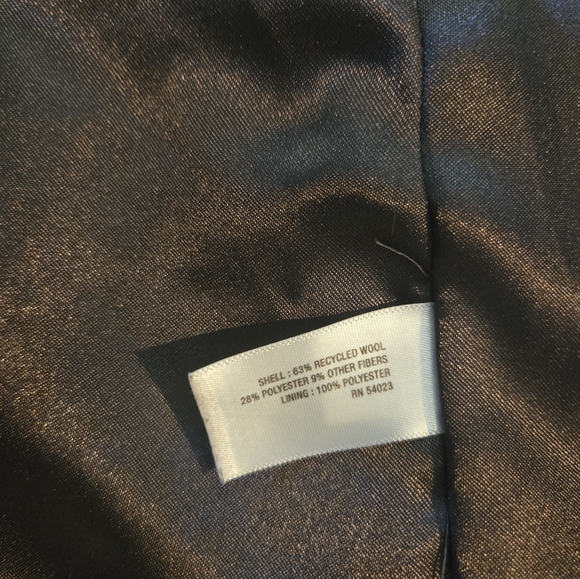 SHELL : 63% RECYCLED WOOL
28% POLYESTER 9% OTHER FIBERS
LINING : 100% POLYESTER
RN 54023